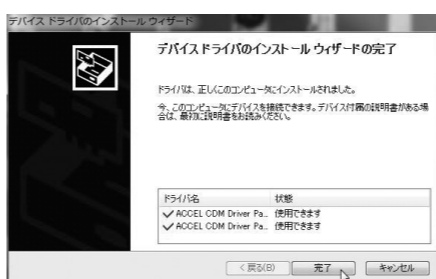 デバイス ドライバのインストール ウィザード
デバイス ドライバのインストール ウィザードの完了
ドライバは、正しくこのコンピュータにインストールされました。
今、このコンピュータにデバイスを接続できます。デバイス付属の説明書がある場
合は、最初に説明書をお読みください。
ドライバ名 状態
ACCEL CDM Driver Pa... 使用できます
ACCEL CDM Driver Pa... 使用できます
< 戻る(B) 完了 キャンセル